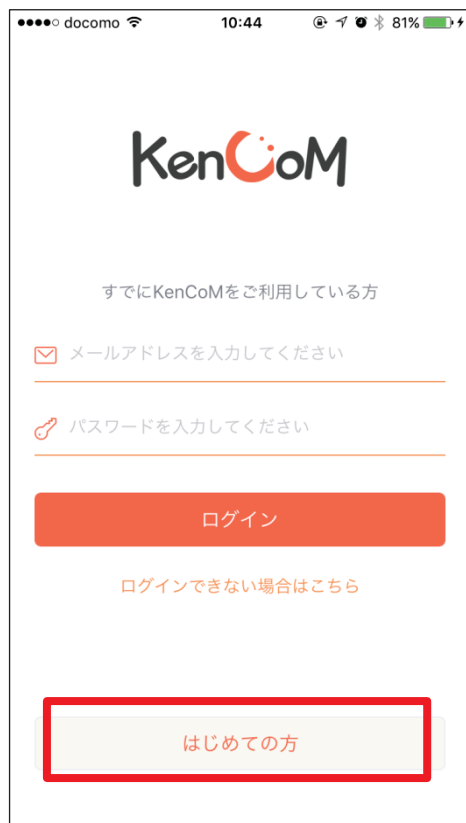 docomo 10:44 81%
KenCoM
すでにKenCoMをご利用している方
メールアドレスを入力してください
パスワードを入力してください
ログイン
ログインできない場合はこちら
はじめての方